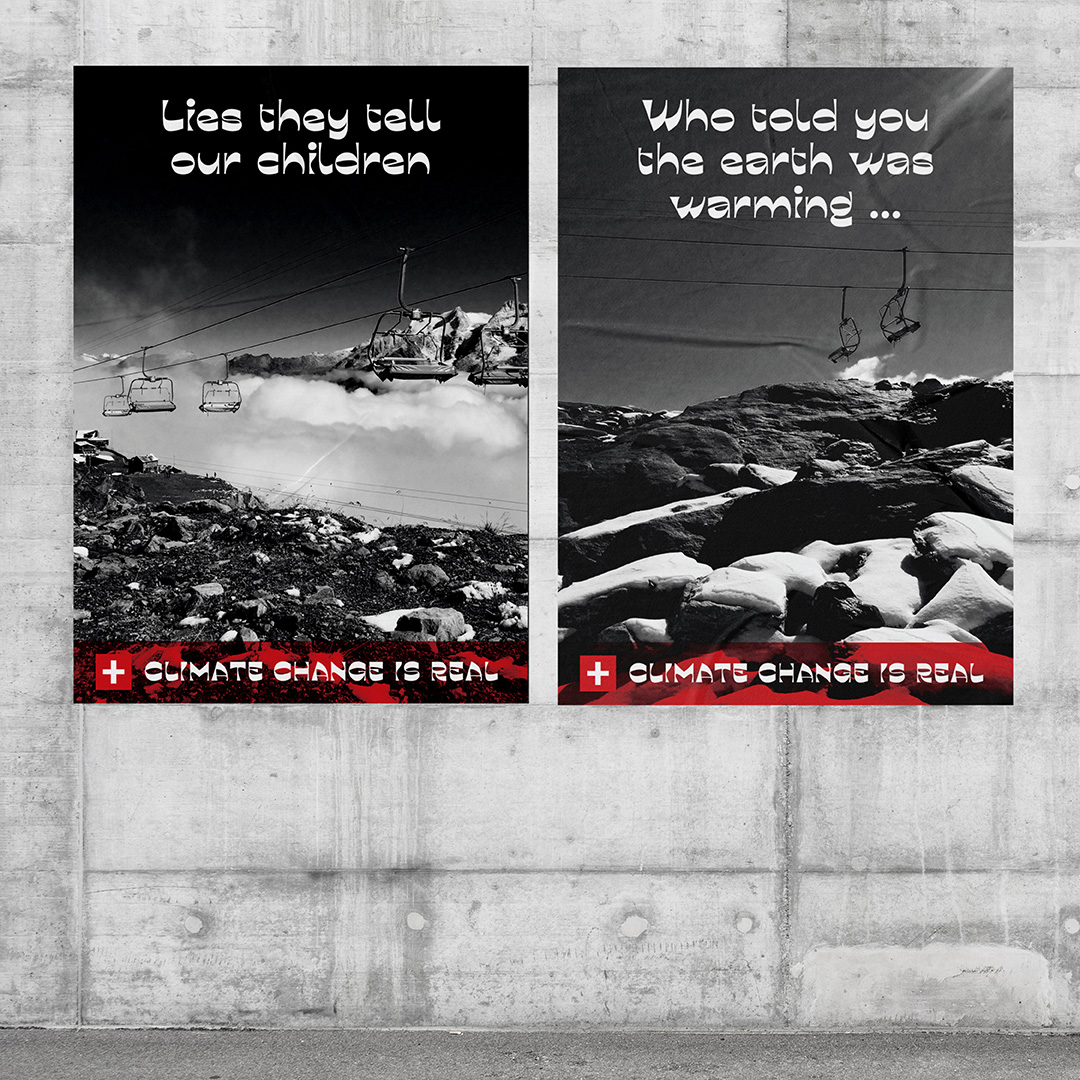 Lies they tell
our children
CLIMATE CHANGE IS REAL
Who told you
the earth was
warming ...
CLIMATE CHANGE IS REAL